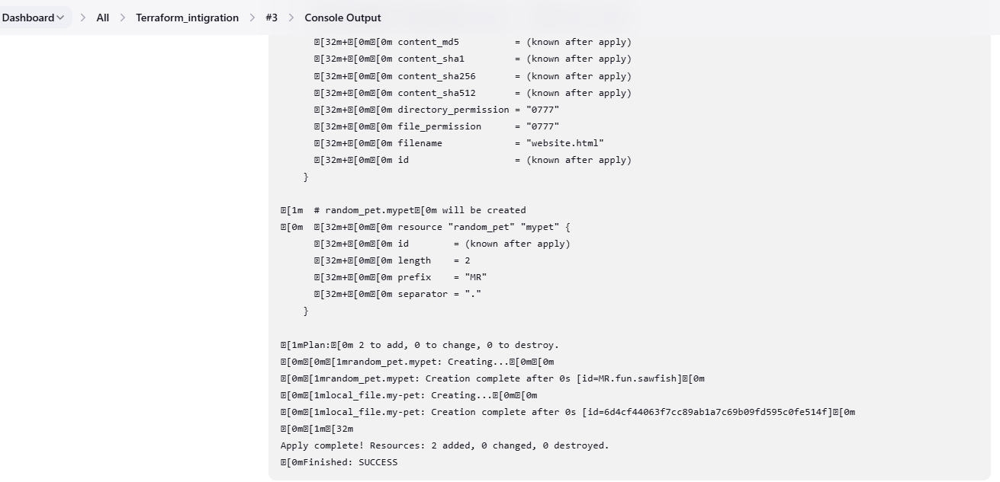 Dashboard > All > Terraform_intigration > #3 > Console Output
␛[32m+␛[0m␛[0m content_md5          = (known after apply)
␛[32m+␛[0m␛[0m content_sha1         = (known after apply)
␛[32m+␛[0m␛[0m content_sha256       = (known after apply)
␛[32m+␛[0m␛[0m content_sha512       = (known after apply)
␛[32m+␛[0m␛[0m directory_permission = "0777"
␛[32m+␛[0m␛[0m file_permission      = "0777"
␛[32m+␛[0m␛[0m filename             = "website.html"
␛[32m+␛[0m␛[0m id                   = (known after apply)
}
␛[1m  # random_pet.mypet␛[0m will be created
␛[0m  ␛[32m+␛[0m␛[0m resource "random_pet" "mypet" {
␛[32m+␛[0m␛[0m id        = (known after apply)
␛[32m+␛[0m␛[0m length    = 2
␛[32m+␛[0m␛[0m prefix    = "MR"
␛[32m+␛[0m␛[0m separator = "."
}
␛[1mPlan:␛[0m 2 to add, 0 to change, 0 to destroy.
␛[0m␛[0m␛[1mrandom_pet.mypet: Creating...␛[0m␛[0m
␛[0m␛[1mrandom_pet.mypet: Creation complete after 0s [id=MR.fun.sawfish]␛[0m
␛[0m␛[1mlocal_file.my-pet: Creating...␛[0m␛[0m
␛[0m␛[1mlocal_file.my-pet: Creation complete after 0s [id=6d4cf44063f7cc89ab1a7c69b09fd595c0fe514f]␛[0m
␛[0m␛[1m␛[32m
Apply complete! Resources: 2 added, 0 changed, 0 destroyed.
␛[0mFinished: SUCCESS